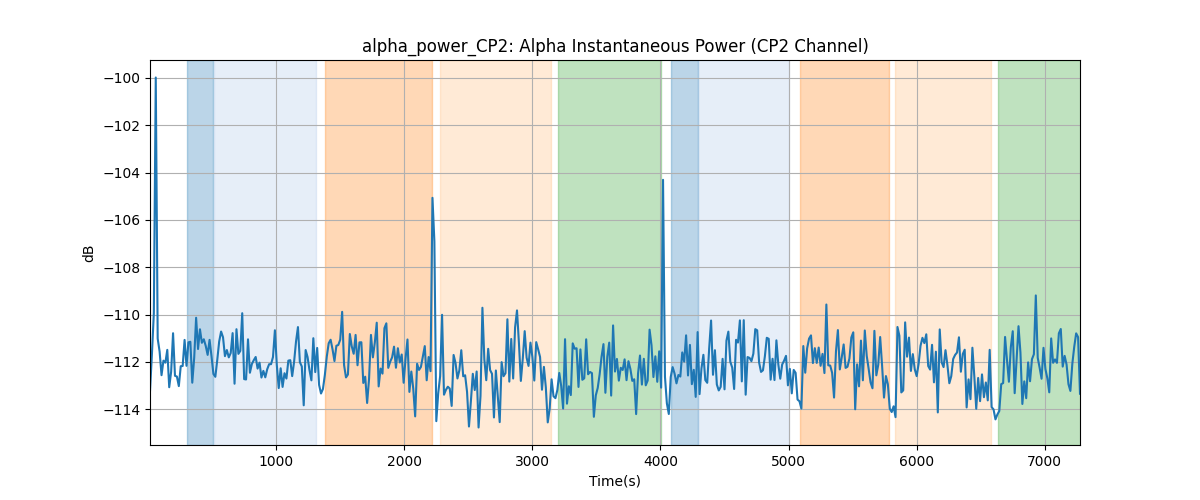 alpha_power_CP2: Alpha Instantaneous Power (CP2 Channel)
−100
−102
−104
−106
−108
−110
−112
−114
dB
1000 2000 3000 4000 5000 6000 7000
Time(s)